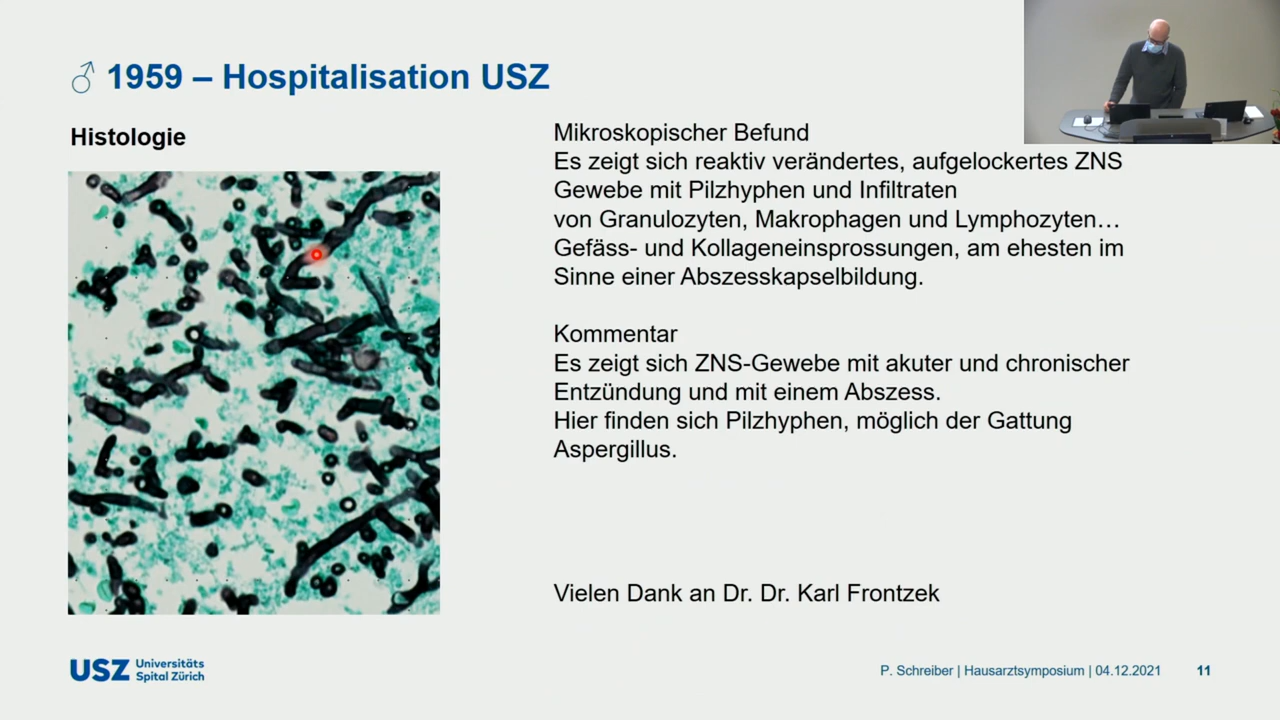 ♂ 1959 – Hospitalisation USZ
Histologie
Mikroskopischer Befund
Es zeigt sich reaktiv verändertes, aufgelockertes ZNS
Gewebe mit Pilzhyphen und Infiltraten
von Granulozyten, Makrophagen und Lymphozyten…
Gefäss- und Kollageneinsprossungen, am ehesten im
Sinne einer Abszesskapselbildung.
Kommentar
Es zeigt sich ZNS-Gewebe mit akuter und chronischer
Entzündung und mit einem Abszess.
Hier finden sich Pilzhyphen, möglich der Gattung
Aspergillus.
Vielen Dank an Dr. Dr. Karl Frontzek
USZ Universitäts
Spital Zürich
P. Schreiber | Hausarztsymposium | 04.12.2021 11